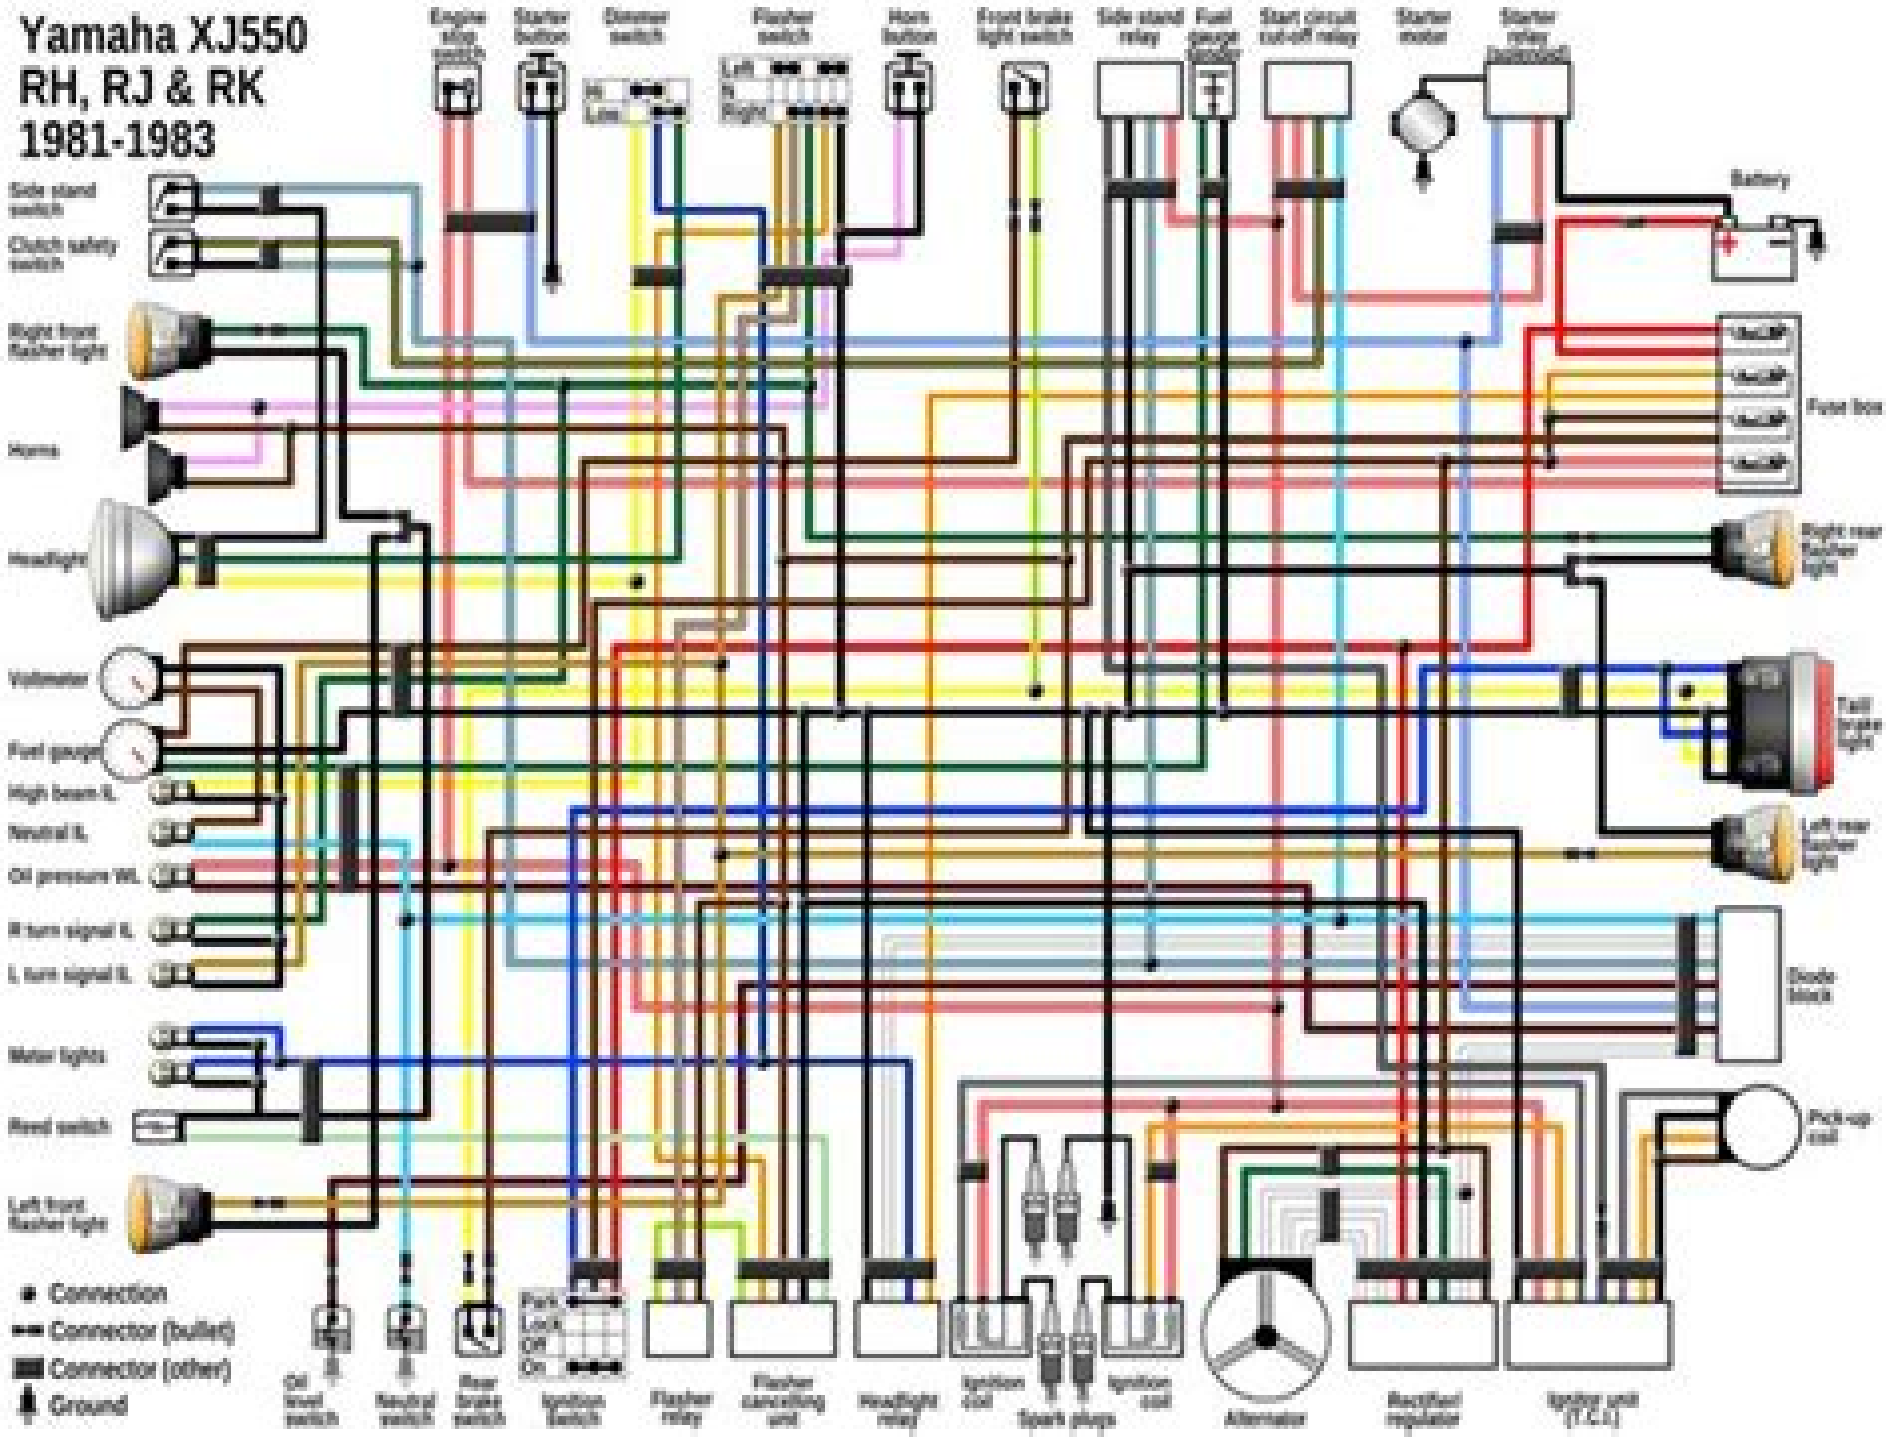 Yamaha XJ550
RH, RJ & RK
1981-1983
Engine
stop
switch
Starter
button
Dimmer
switch
Flasher
switch
Horn
button
Front brake
light switch
Side stand
relay
Fuel
gauge
sender
Start circuit
cut-off relay
Starter
motor
Starter
relay
(solenoid)
Hi
Low
Left
N
Right
Side stand
switch
Clutch safety
switch
Right front
flasher light
Horns
Headlight
Voltmeter
Fuel gauge
High beam IL
Neutral IL
Oil pressure WL
R turn signal IL
L turn signal IL
Meter lights
Reed switch
Left front
flasher light
Battery
+
−
Fuse box
Right rear
flasher
light
Tail/
brake
light
Left rear
flasher
light
Diode
block
Pick-up
coil
Connection
Connector (bullet)
Connector (other)
Ground
Oil
level
switch
Neutral
switch
Rear
brake
switch
Park
Lock
Off
On
Ignition
switch
Flasher
relay
Flasher
cancelling
unit
Headlight
relay
Ignition
coil
Spark plugs
Ignition
coil
Alternator
Rectifier/
regulator
Ignitor unit
(T.C.I.)